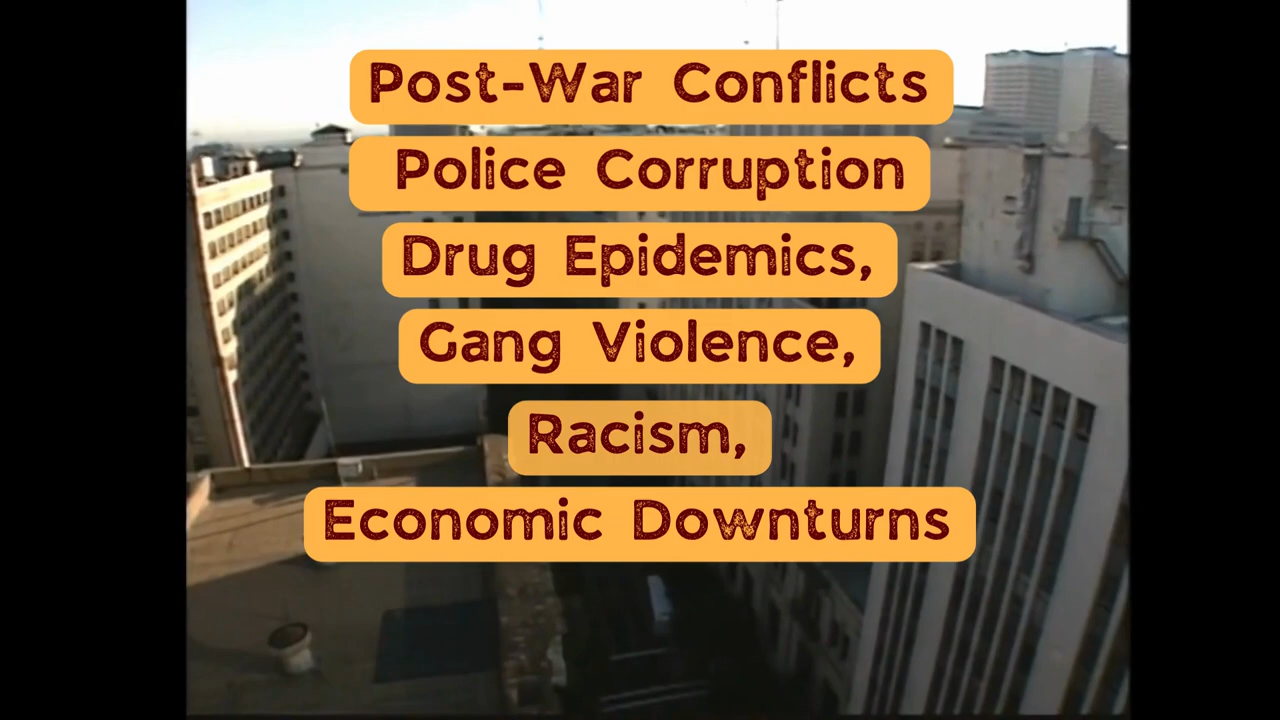 Post-War Conflicts
Police Corruption
Drug Epidemics,
Gang Violence,
Racism,
Economic Downturns